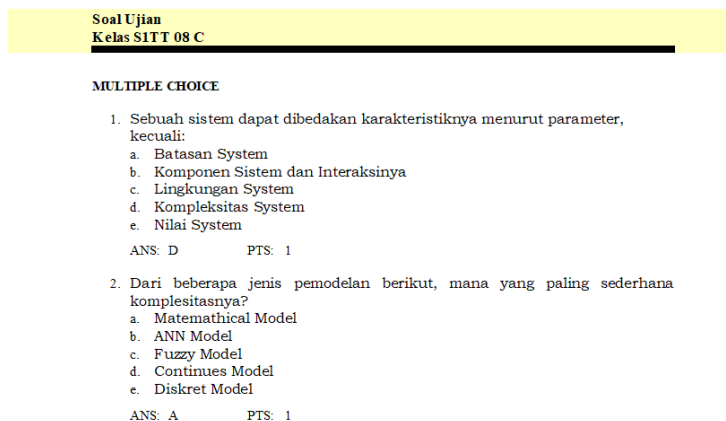 Soal Ujian
Kelas S1TT 08 C
MULTIPLE CHOICE
1. Sebuah sistem dapat dibedakan karakteristiknya menurut parameter,
kecuali:
a. Batasan System
b. Komponen Sistem dan Interaksinya
c. Lingkungan System
d. Kompleksitas System
e. Nilai System
ANS: D PTS: 1
2. Dari beberapa jenis pemodelan berikut, mana yang paling sederhana
komplesitasnya?
a. Matemathical Model
b. ANN Model
c. Fuzzy Model
d. Continues Model
e. Diskret Model
ANS: A PTS: 1